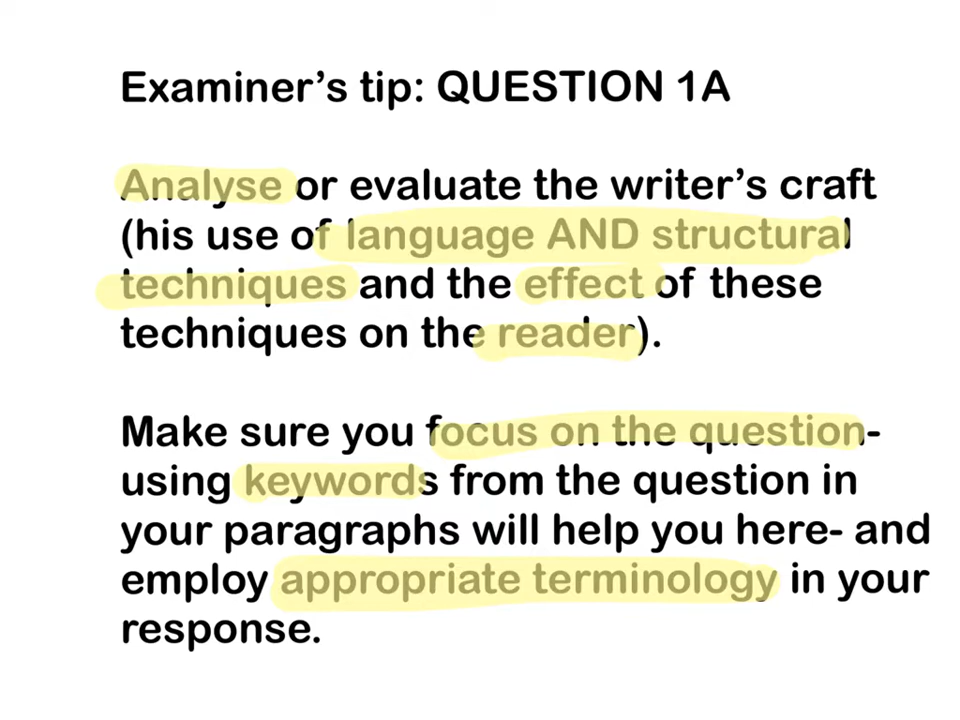 Examiner’s tip: QUESTION 1A
Analyse or evaluate the writer’s craft
(his use of language AND structural
techniques and the effect of these
techniques on the reader).
Make sure you focus on the question-
using keywords from the question in
your paragraphs will help you here- and
employ appropriate terminology in your
response.